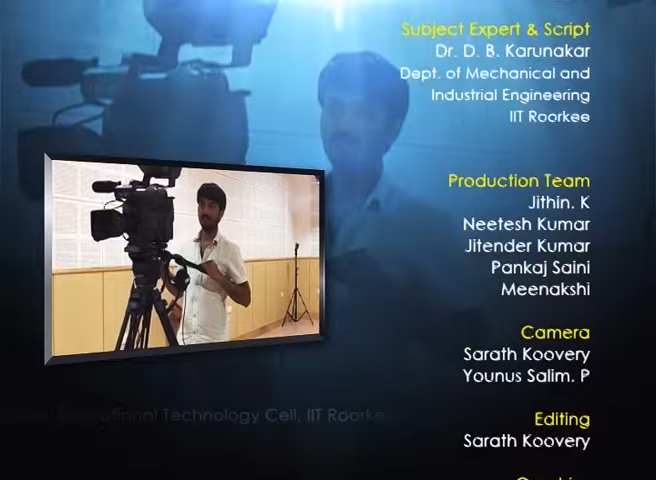 Subject Expert & Script
Dr. D. B. Karunakar
Dept. of Mechanical and
Industrial Engineering
IIT Roorkee
Production Team
Jithin. K
Neetesh Kumar
Jitender Kumar
Pankaj Saini
Meenakshi
Camera
Sarath Koovery
Younus Salim. P
Technology Cell, IIT Roorkee
Editing
Sarath Koovery